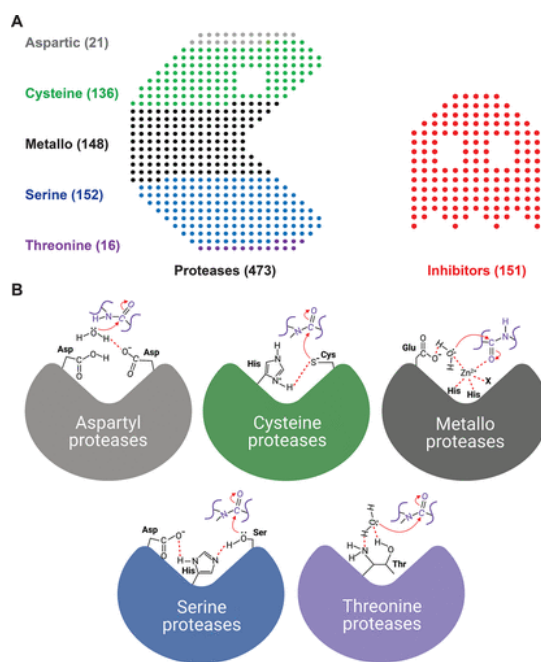 A
Aspartic (21)
Cysteine (136)
Metallo (148)
Serine (152)
Threonine (16)
Proteases (473)
Inhibitors (151)
B
H O
N C
H H
Asp
O
O H
O
O⁻
Asp
Aspartyl
proteases
O
N C
H
N
His
N⁺
H
S⁻
Cys
Cysteine
proteases
Glu
O
O⁻
H
O
H
H
N
C
O
Zn²⁺
His
His
X
Metallo
proteases
O
N C
Asp
O⁻
O
H
N
His
N
H
O
Ser
Serine
proteases
H
O
H
O
N C
H
N
H
H
O
Thr
Threonine
proteases